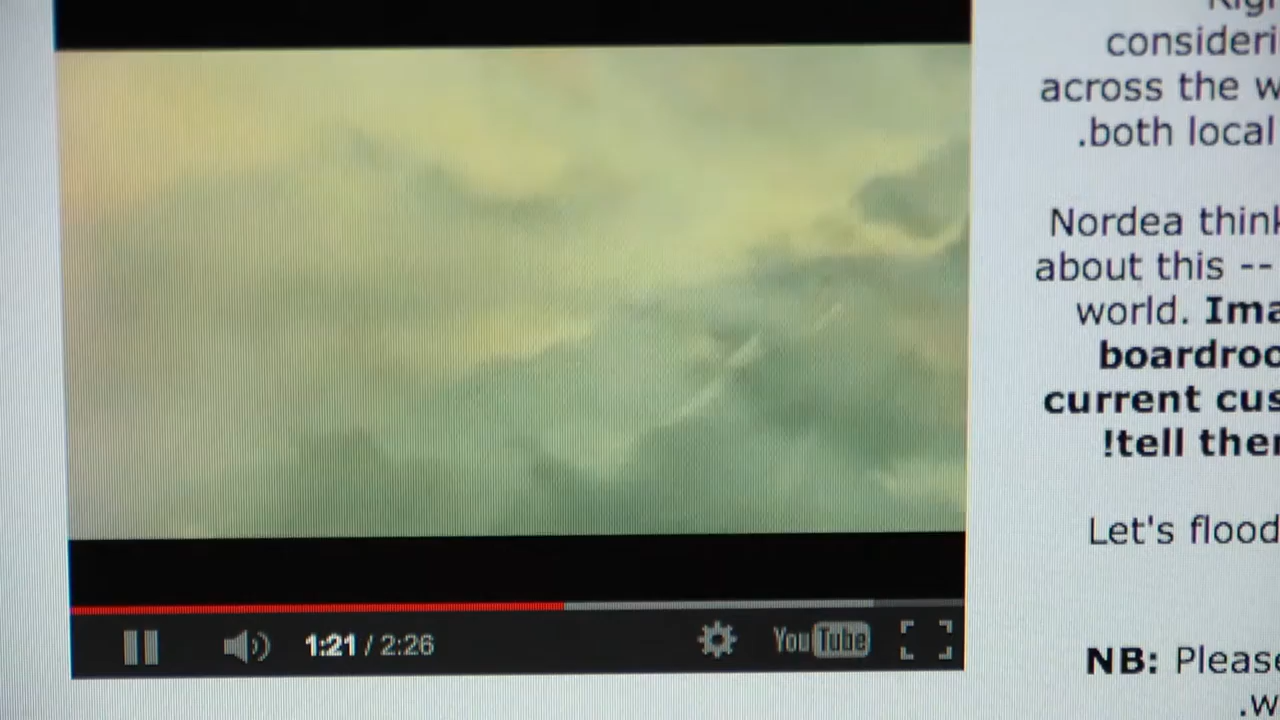 consideri
across the w
.both local
Nordea think
about this --
world. Ima
boardroo
current cus
!tell ther
Let's flood
1:21 / 2:26
YouTube
NB: Please
.w